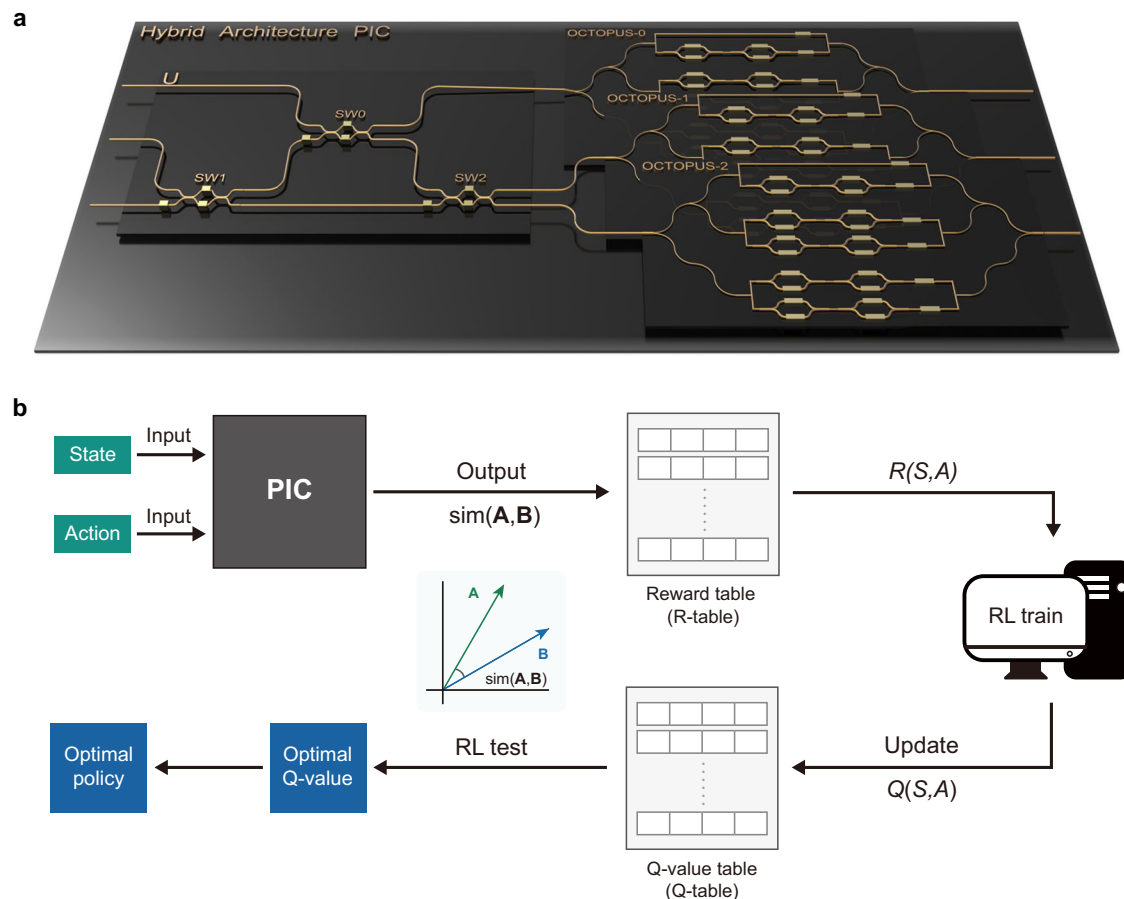 a
Hybrid Architecture PIC
U
SW0
SW1
SW2
OCTOPUS-0
OCTOPUS-1
OCTOPUS-2
b
State
Input
Action
Input
PIC
Output
sim(A,B)
Reward table
(R-table)
R(S,A)
RL train
A
B
sim(A,B)
Update
Q(S,A)
Q-value table
(Q-table)
RL test
Optimal
Q-value
Optimal
policy